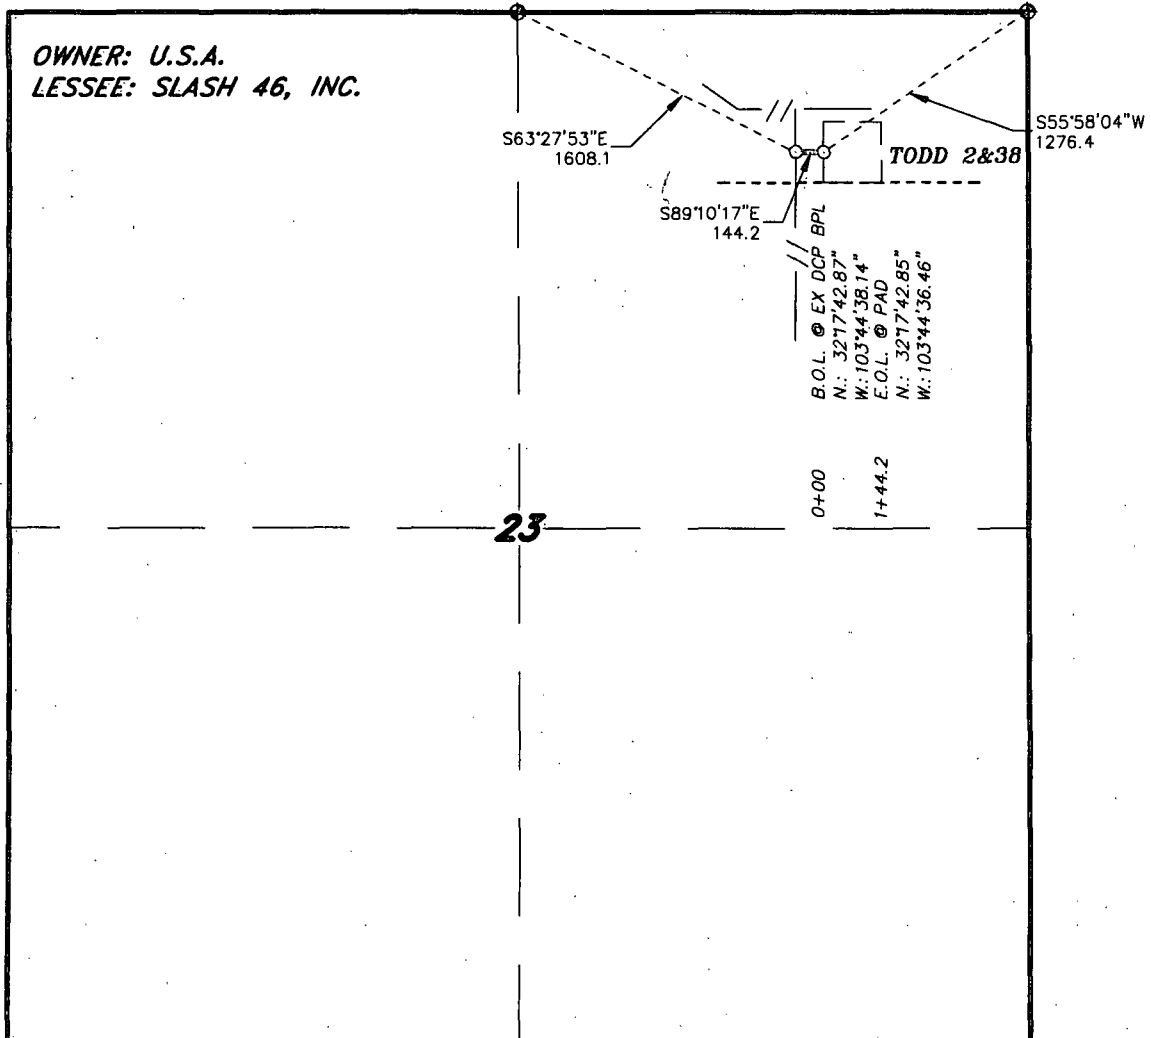 OWNER: U.S.A.
LESSEE: SLASH 46, INC.
S63°27'53"E
1608.1
S55°58'04"W
1276.4
TODD 2&38
S89°10'17"E
144.2
0+00 B.O.L. @ EX DCP BPL
N.: 32°17'42.87"
W.: 103°44'38.14"
1+44.2 E.O.L. @ PAD
N.: 32°17'42.85"
W.: 103°44'36.46"
23